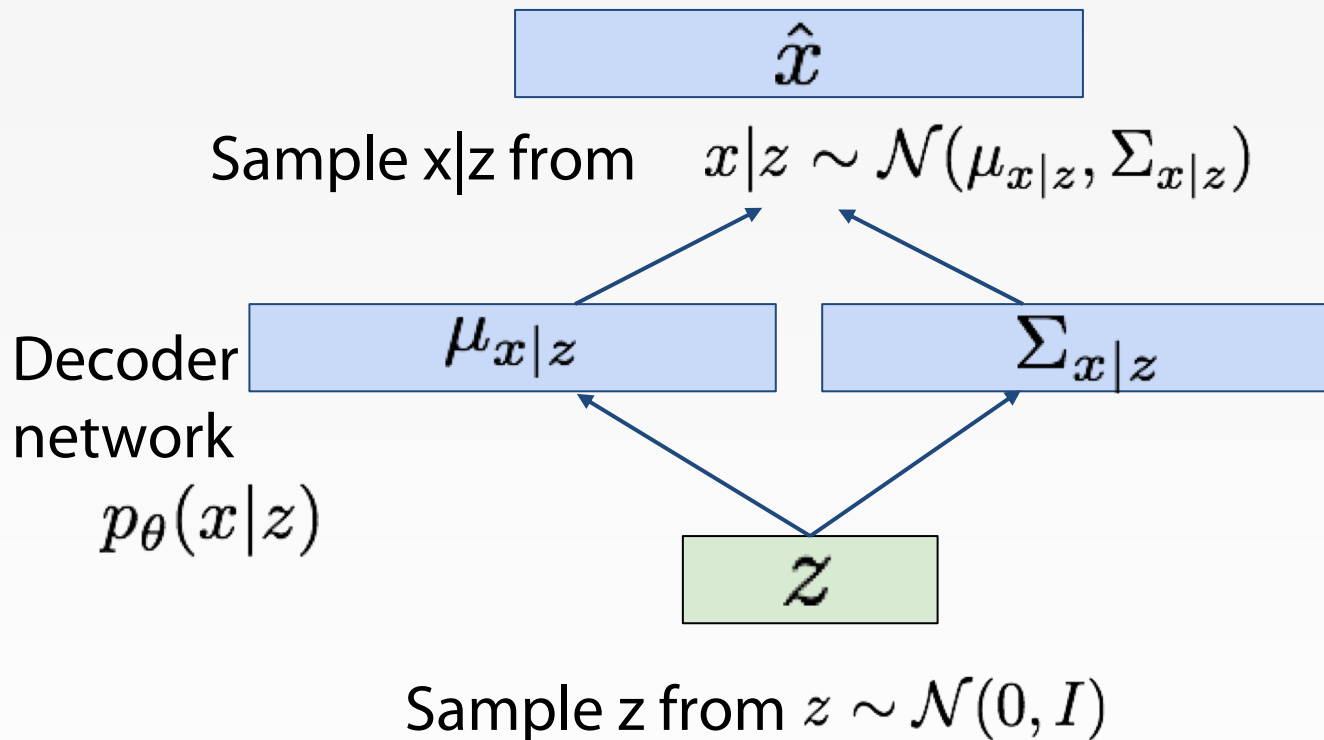 x̂
Sample x|z from x|z ∼ 𝒩(μ_{x|z}, Σ_{x|z})
μ_{x|z}
Σ_{x|z}
Decoder
network
p_θ(x|z)
z
Sample z from z ∼ 𝒩(0, I)